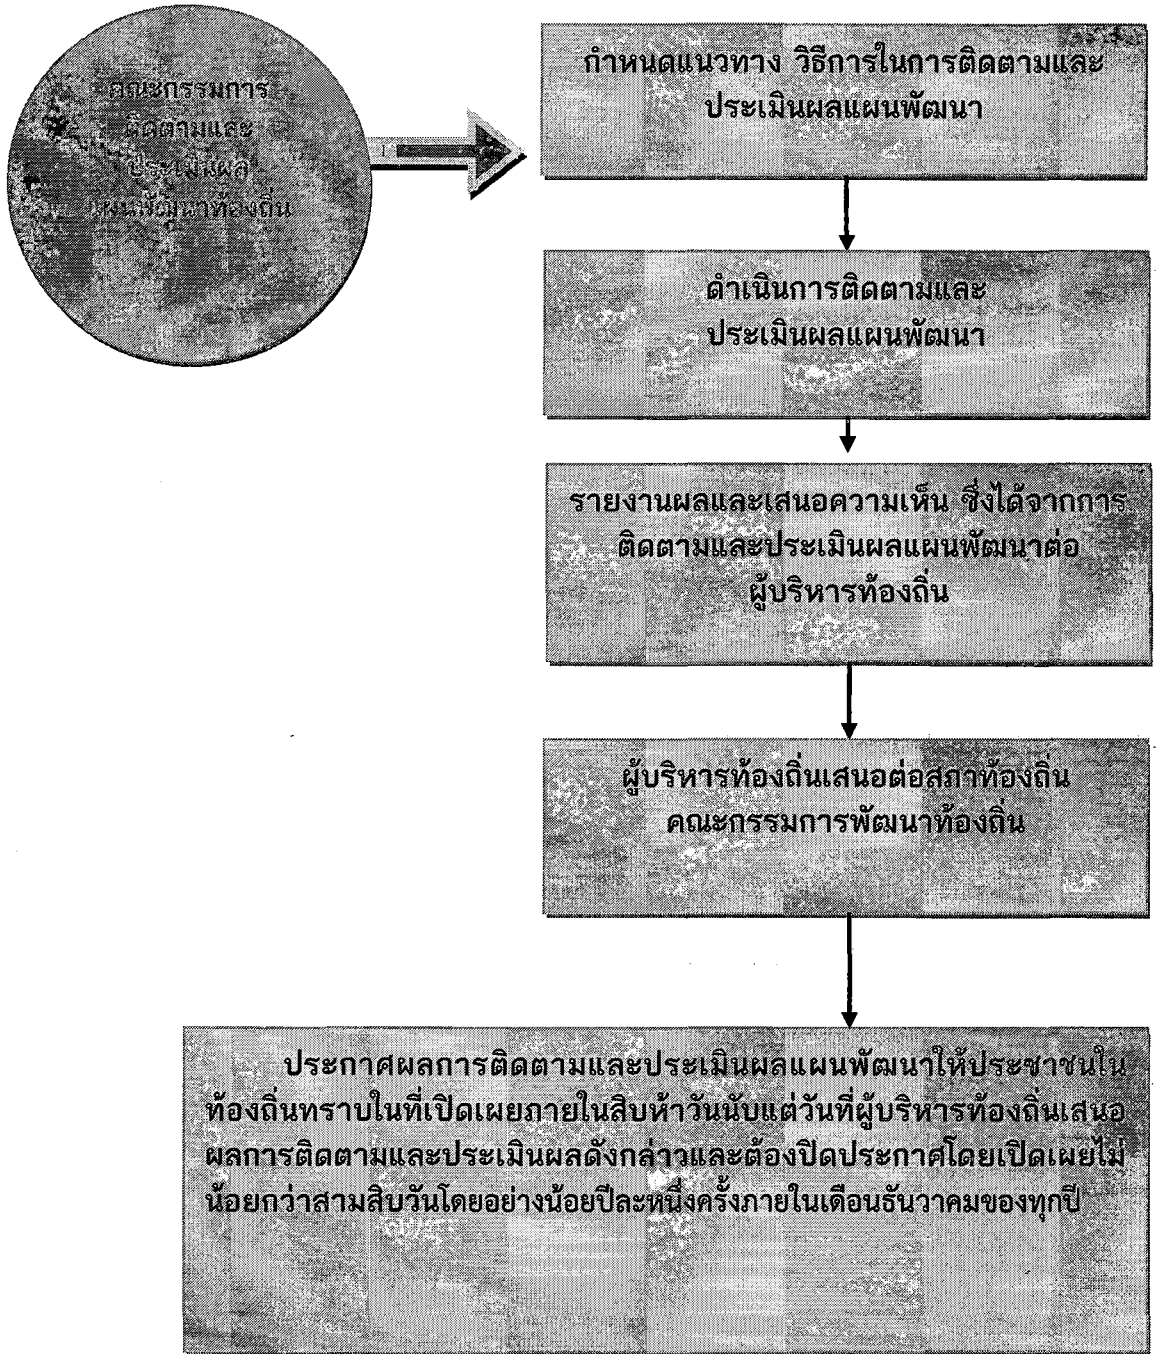 คณะกรรมการ
ติดตามและ
ประเมินผล
แผนพัฒนาท้องถิ่น
กำหนดแนวทาง วิธีการในการติดตามและ
ประเมินผลแผนพัฒนา
ดำเนินการติดตามและ
ประเมินผลแผนพัฒนา
รายงานผลและเสนอความเห็น ซึ่งได้จากการ
ติดตามและประเมินผลแผนพัฒนาต่อ
ผู้บริหารท้องถิ่น
ผู้บริหารท้องถิ่นเสนอต่อสภาท้องถิ่น
คณะกรรมการพัฒนาท้องถิ่น
ประกาศผลการติดตามและประเมินผลแผนพัฒนาให้ประชาชนใน
ท้องถิ่นทราบในที่เปิดเผยภายในสิบห้าวันนับแต่วันที่ผู้บริหารท้องถิ่นเสนอ
ผลการติดตามและประเมินผลดังกล่าวและต้องปิดประกาศโดยเปิดเผยไม่
น้อยกว่าสามสิบวันโดยอย่างน้อยปีละหนึ่งครั้งภายในเดือนธันวาคมของทุกปี